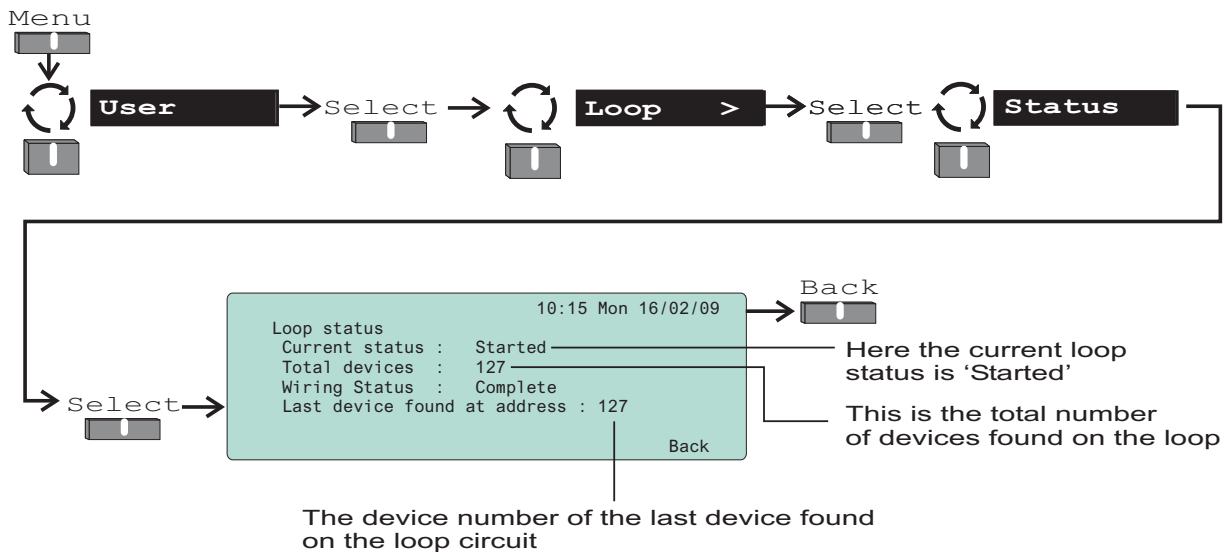 Menu
User
Select
Loop >
Select
Status
Select
10:15 Mon 16/02/09
Loop status
Current status : Started
Total devices : 127
Wiring Status : Complete
Last device found at address : 127
Back
Back
Here the current loop
status is ‘Started’
This is the total number
of devices found on the loop
The device number of the last device found
on the loop circuit